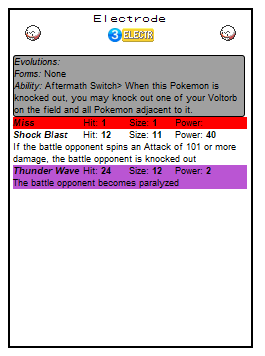 Electrode
3 ELECTR
Evolutions:
Forms: None
Ability: Aftermath Switch> When this Pokemon is
knocked out, you may knock out one of your Voltorb
on the field and all Pokemon adjacent to it.
Miss Hit: 1 Size: 1 Power:
Shock Blast Hit: 12 Size: 11 Power: 40
If the battle opponent spins an Attack of 101 or more
damage, the battle opponent is knocked out
Thunder Wave Hit: 24 Size: 12 Power: 2
The battle opponent becomes paralyzed